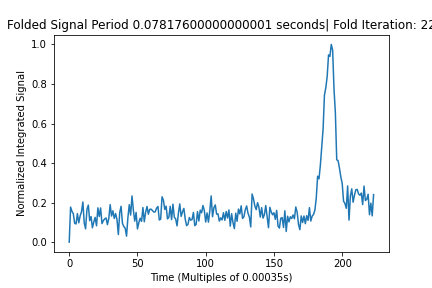 Folded Signal Period 0.07817600000000001 seconds| Fold Iteration: 22
Normalized Integrated Signal
1.0
0.8
0.6
0.4
0.2
0.0
0 50 100 150 200
Time (Multiples of 0.00035s)